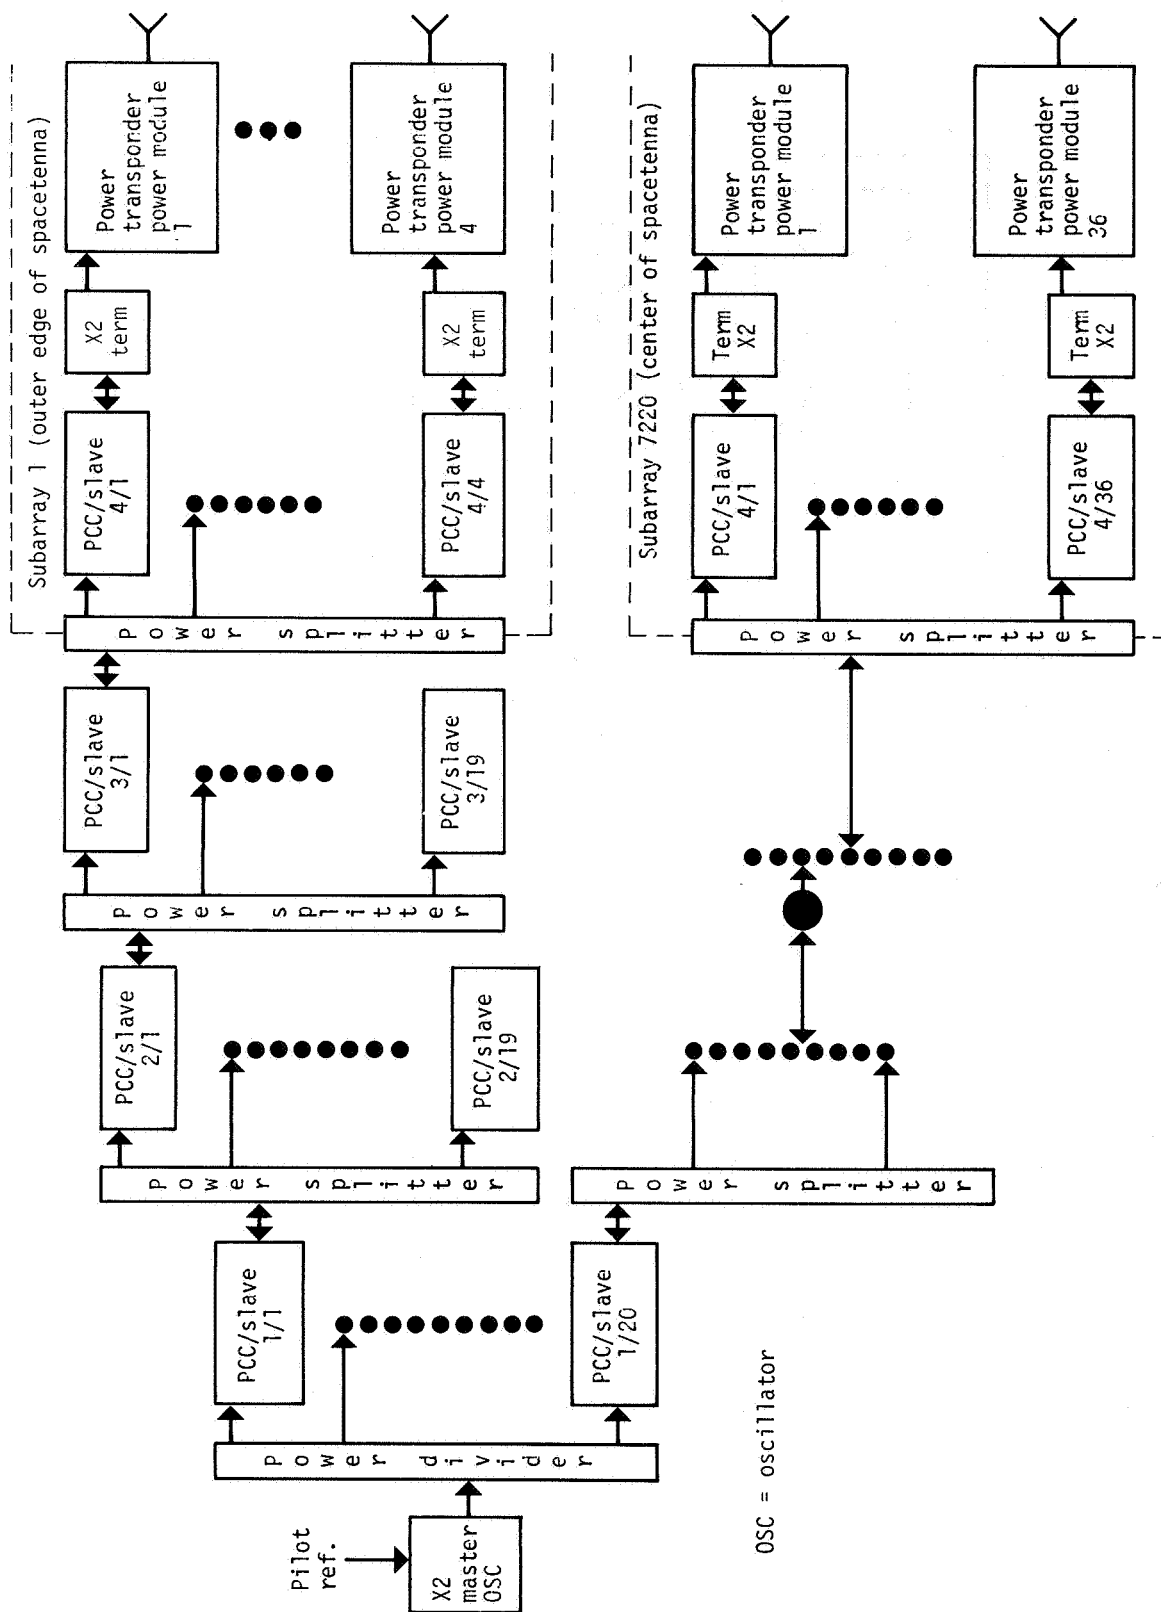 Pilot
ref.
X2
master
OSC
power divider
PCC/slave
1/1
PCC/slave
1/20
power splitter
PCC/slave
2/1
PCC/slave
2/19
power splitter
PCC/slave
3/1
PCC/slave
3/19
power splitter
Subarray 1 (outer edge of spacetenna)
PCC/slave
4/1
X2
term
Power
transponder
power module
1
PCC/slave
4/4
X2
term
Power
transponder
power module
4
power splitter
power splitter
Subarray 7220 (center of spacetenna)
PCC/slave
4/1
Term
X2
Power
transponder
power module
1
PCC/slave
4/36
Term
X2
Power
transponder
power module
36
OSC = oscillator